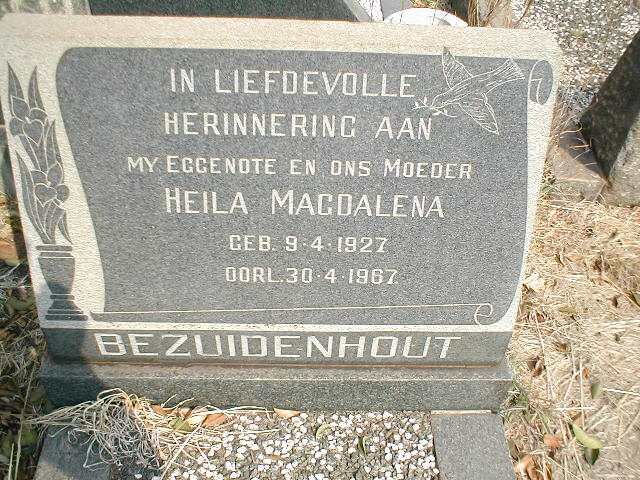 IN LIEFDEVOLLE
HERINNERING AAN
MY EGGENOTE EN ONS MOEDER
HEILA MAGDALENA
GEB. 9·4·1927
OORL. 30·4·1967
BEZUIDENHOUT